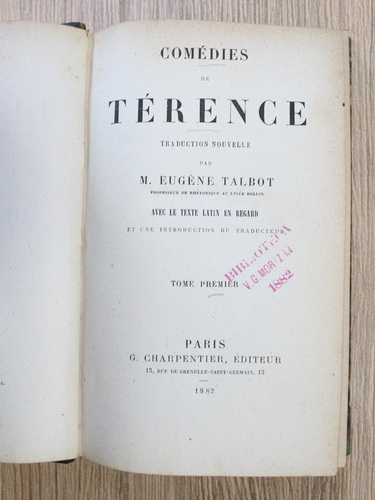 COMÉDIES
DE
TÉRENCE
TRADUCTION NOUVELLE
PAR
M. EUGÈNE TALBOT
PROFESSEUR DE RHÉTORIQUE AU LYCÉE ROLLIN
AVEC LE TEXTE LATIN EN REGARD
ET UNE INTRODUCTION DU TRADUCTEUR
BIBLIOTECA
1882
TOME PREMIER
PARIS
G. CHARPENTIER, ÉDITEUR
13, RUE DE GRENELLE-SAINT-GERMAIN, 13
1882